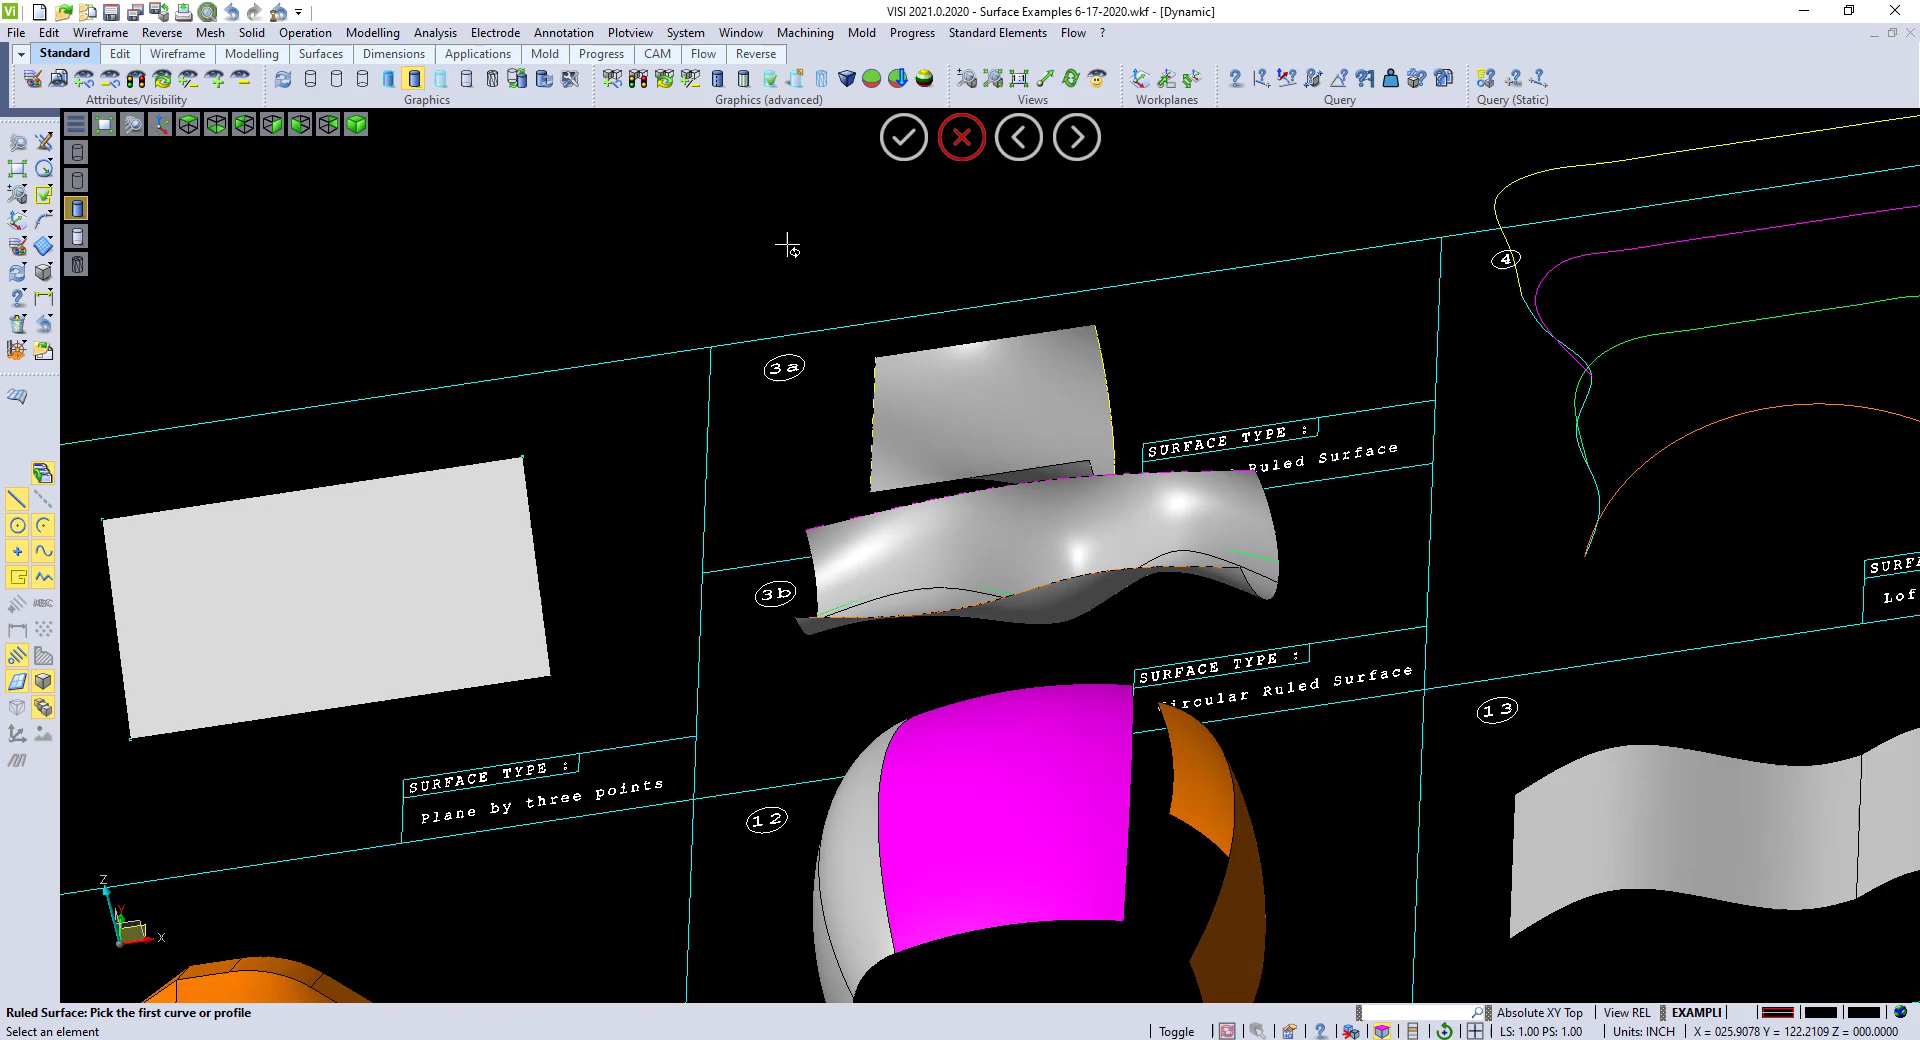 Vi
VISI 2021.0.2020 - Surface Examples 6-17-2020.wkf - [Dynamic]
File Edit Wireframe Reverse Mesh Solid Operation Modelling Analysis Electrode Annotation Plotview System Window Machining Mold Progress Standard Elements Flow ?
Standard Edit Wireframe Modelling Surfaces Dimensions Applications Mold Progress CAM Flow Reverse
Attributes/Visibility Graphics Graphics (advanced) Views Workplanes Query Query (Static)
4
3a
SURFACE TYPE :
Ruled Surface
3b
SURFACE TYPE :
ircular Ruled Surface
SURFA
Lof
13
SURFACE TYPE :
Plane by three points
12
Z
Y
X
ABC
Ruled Surface: Pick the first curve or profile
Absolute XY Top View REL EXAMPLI
Select an element
Toggle
LS: 1.00 PS: 1.00 Units: INCH X = 025.9078 Y = 122.2109 Z = 000.0000